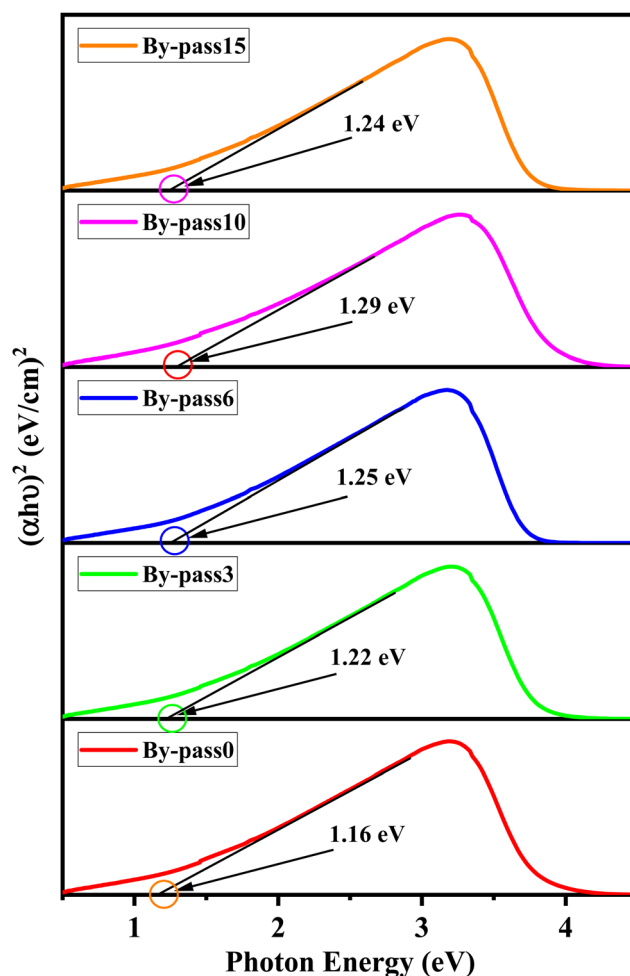 By-pass15
1.24 eV
By-pass10
1.29 eV
By-pass6
1.25 eV
By-pass3
1.22 eV
By-pass0
1.16 eV
(αhυ)² (eV/cm)²
1 2 3 4
Photon Energy (eV)